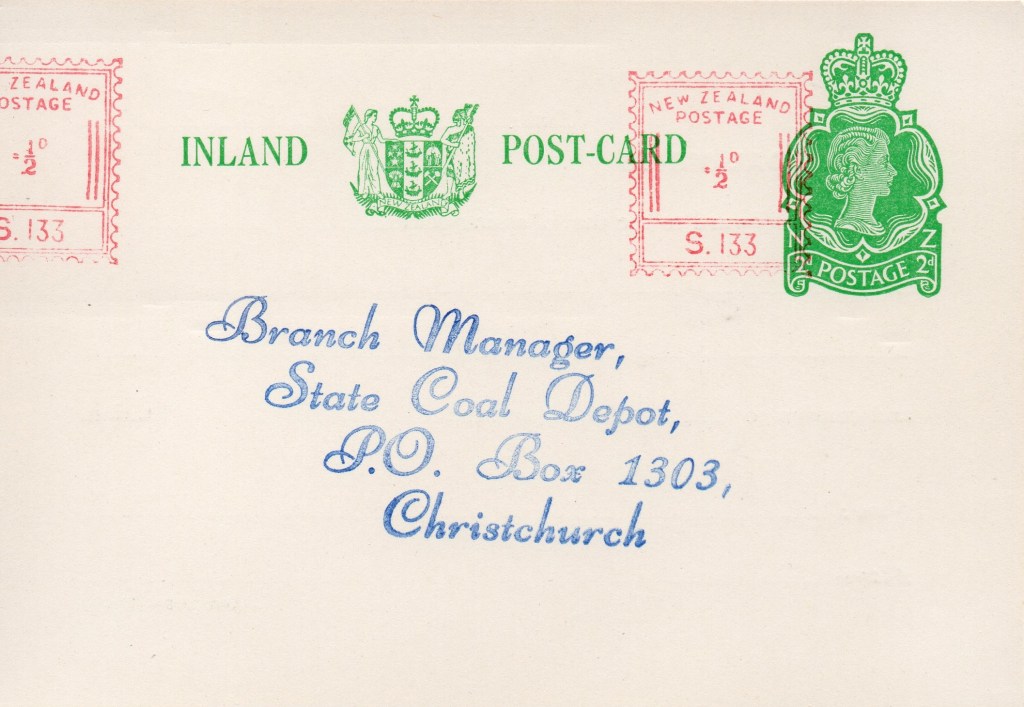 ZEALAND
OSTAGE
½ᴰ
S. 133
INLAND
NEW ZEALAND
POST-CARD
NEW ZEALAND
POSTAGE
½ᴰ
S. 133
N Z
2ᵈ POSTAGE 2ᵈ
Branch Manager,
State Coal Depot,
P.O. Box 1303,
Christchurch